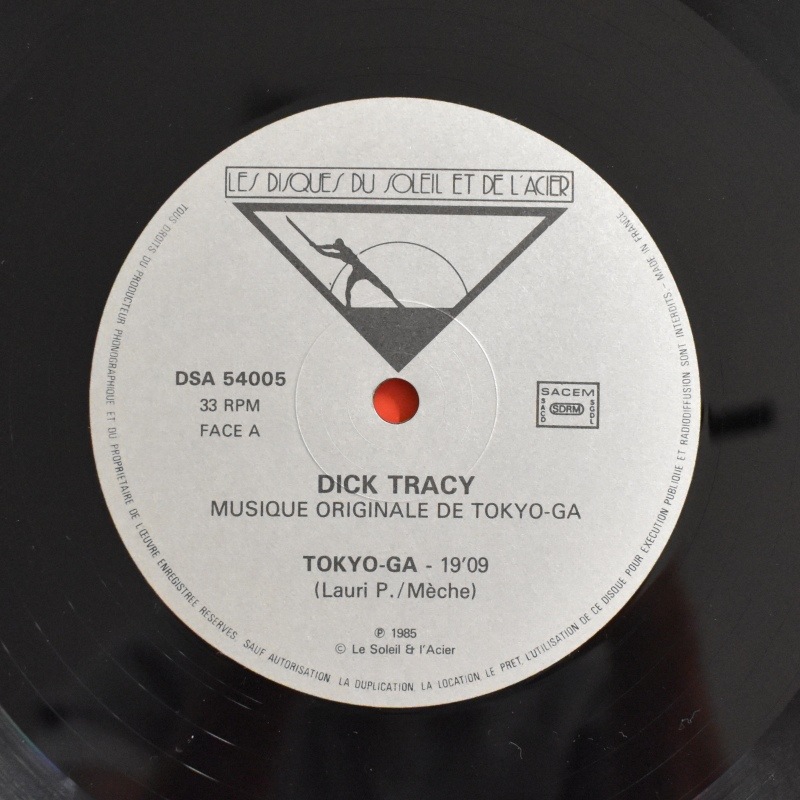 LES DISQUES DU SOLEIL ET DE L'ACIER
DSA 54005
33 RPM
FACE A
SACEM
SACD
SDRM
SGDL
DICK TRACY
MUSIQUE ORIGINALE DE TOKYO-GA
TOKYO-GA - 19'09
(Lauri P./Mèche)
℗ 1985
© Le Soleil & l'Acier
TOUS DROITS DU PRODUCTEUR PHONOGRAPHIQUE ET DU PROPRIETAIRE DE L'ŒUVRE ENREGISTREE RESERVES. SAUF AUTORISATION, LA DUPLICATION, LA LOCATION, LE PRET, L'UTILISATION DE CE DISQUE POUR EXECUTION PUBLIQUE ET RADIODIFFUSION SONT INTERDITS. - MADE IN FRANCE